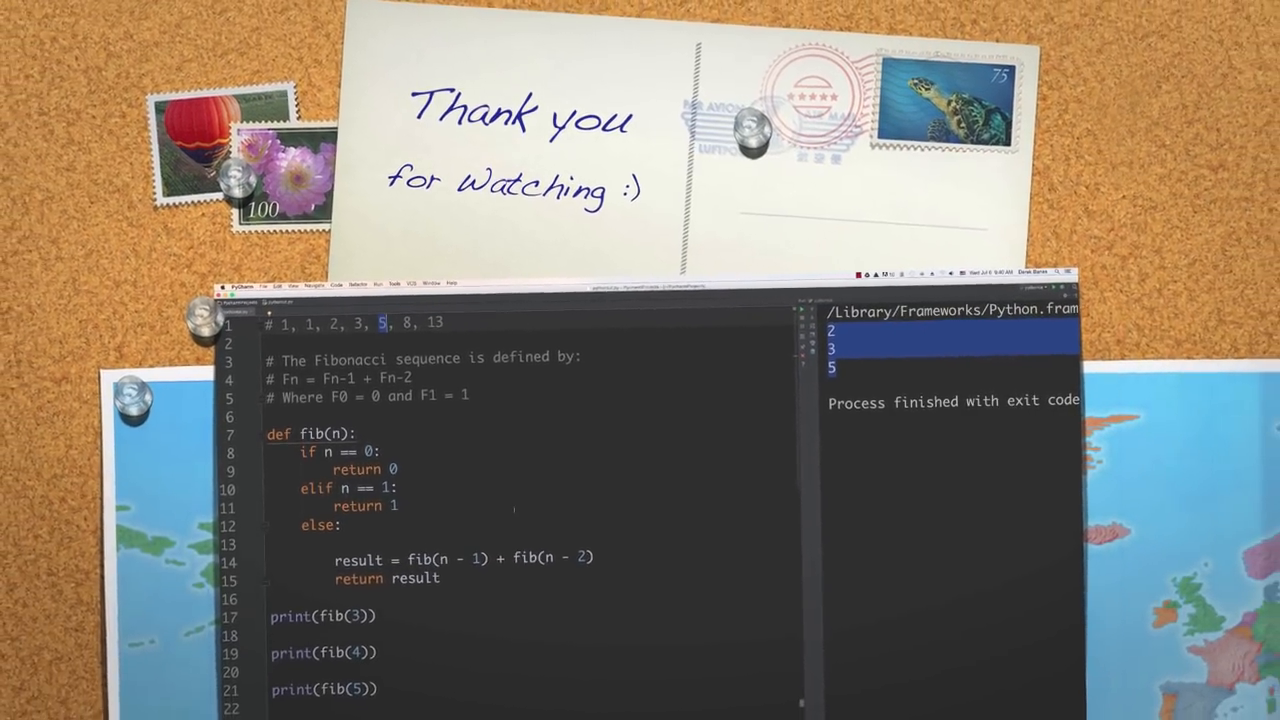 Thank you
for Watching :)
PAR AVION
AIR MAIL
LUFTPOST
75
100
PyCharm File Edit View Navigate Code Refactor Run Tools VCS Window Help
Wed Jul 6 Derek Banas
1 # 1, 1, 2, 3, 5, 8, 13
2
3 # The Fibonacci sequence is defined by:
4 # Fn = Fn-1 + Fn-2
5 # Where F0 = 0 and F1 = 1
6
7 def fib(n):
8 if n == 0:
9 return 0
10 elif n == 1:
11 return 1
12 else:
13
14 result = fib(n - 1) + fib(n - 2)
15 return result
16
17 print(fib(3))
18
19 print(fib(4))
20
21 print(fib(5))
22
/Library/Frameworks/Python.fram
2
3
5
Process finished with exit code